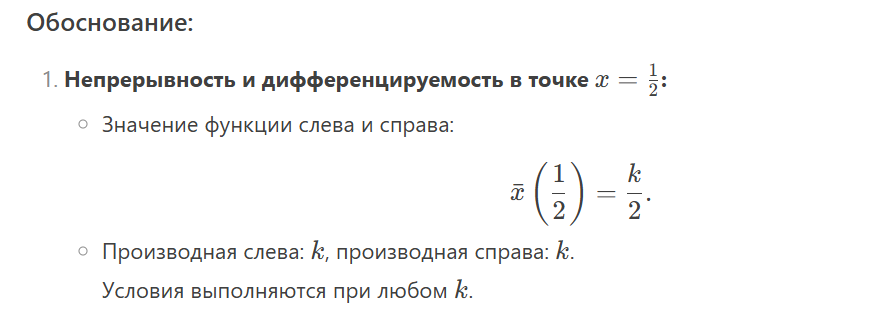 Обоснование:
1. Непрерывность и дифференцируемость в точке $x = \frac{1}{2}$:
○ Значение функции слева и справа:
$\bar{x}\left(\frac{1}{2}\right) = \frac{k}{2}.$
○ Производная слева: $k$, производная справа: $k$.
Условия выполняются при любом $k$.